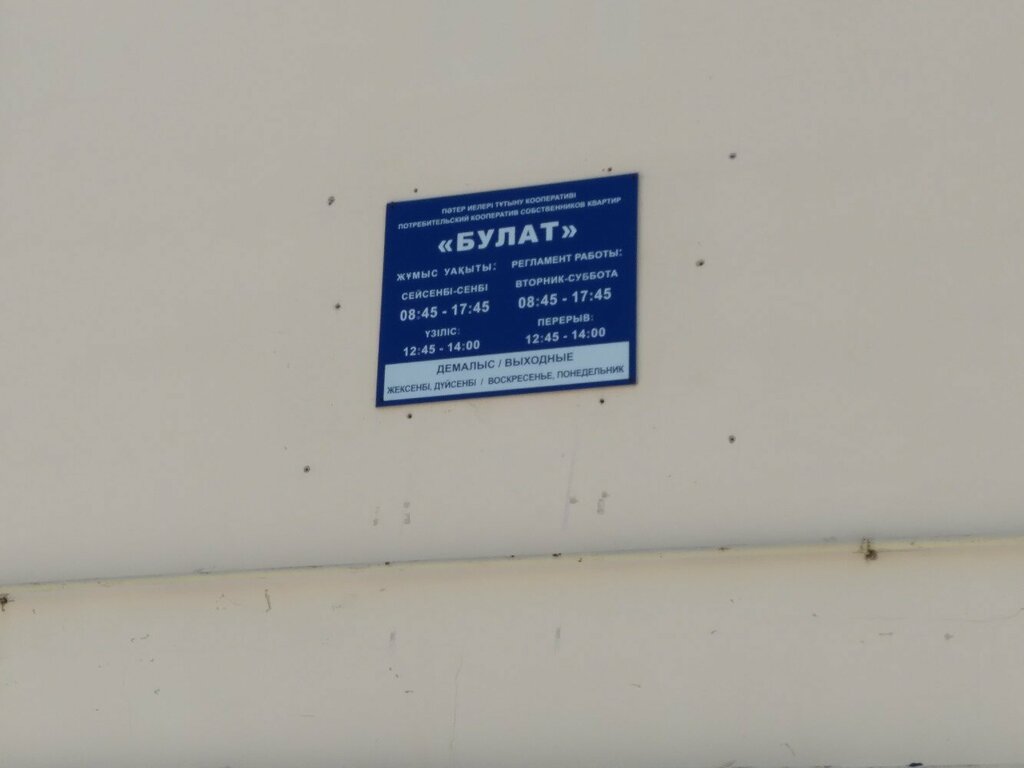 ПӘТЕР ИЕЛЕРІ ТҰТЫНУ КООПЕРАТИВІ
ПОТРЕБИТЕЛЬСКИЙ КООПЕРАТИВ СОБСТВЕННИКОВ КВАРТИР
«БУЛАТ»
ЖҰМЫС УАҚЫТЫ: РЕГЛАМЕНТ РАБОТЫ:
СЕЙСЕНБІ-СЕНБІ ВТОРНИК-СУББОТА
08:45 - 17:45 08:45 - 17:45
ҮЗІЛІС: ПЕРЕРЫВ:
12:45 - 14:00 12:45 - 14:00
ДЕМАЛЫС / ВЫХОДНЫЕ
ЖЕКСЕНБІ, ДҮЙСЕНБІ / ВОСКРЕСЕНЬЕ, ПОНЕДЕЛЬНИК